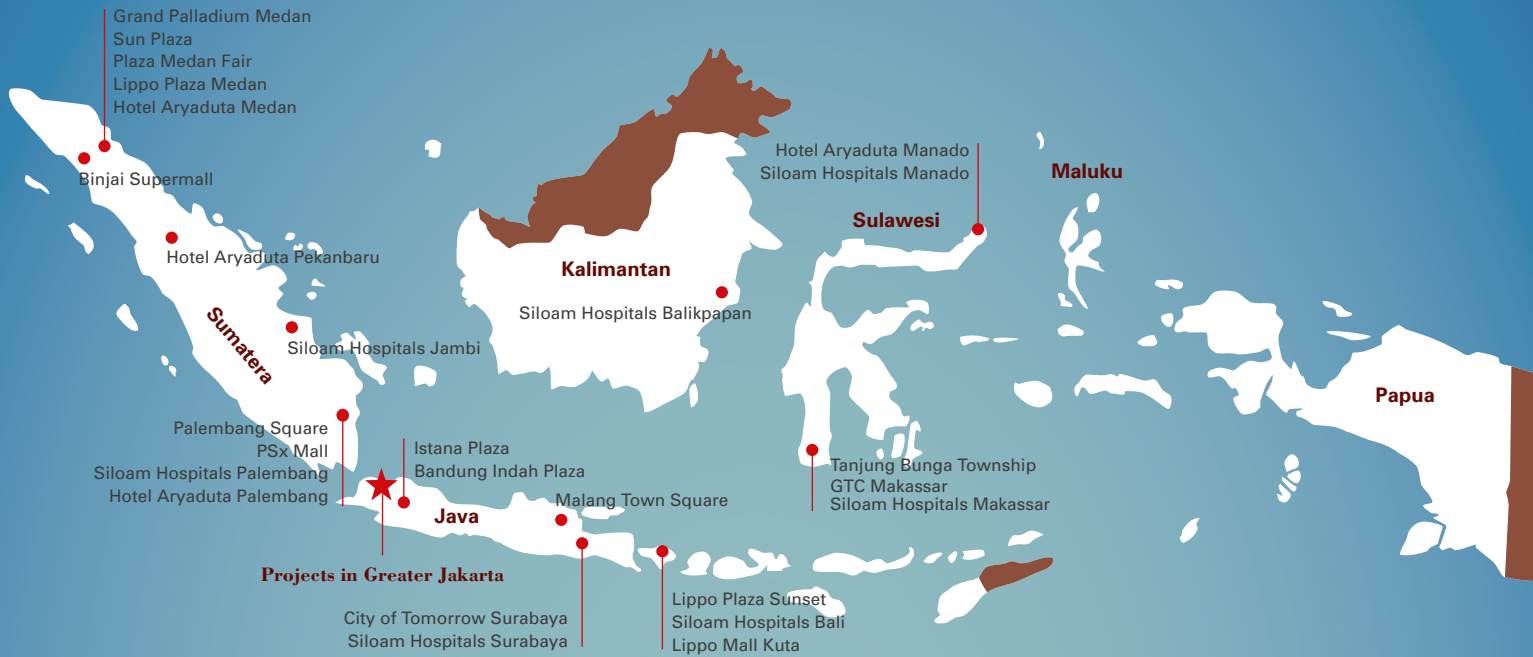 Grand Palladium Medan
Sun Plaza
Plaza Medan Fair
Lippo Plaza Medan
Hotel Aryaduta Medan
Binjai Supermall
Hotel Aryaduta Pekanbaru
Sumatera
Siloam Hospitals Jambi
Palembang Square
PSx Mall
Siloam Hospitals Palembang
Hotel Aryaduta Palembang
Istana Plaza
Bandung Indah Plaza
Java
Malang Town Square
Projects in Greater Jakarta
City of Tomorrow Surabaya
Siloam Hospitals Surabaya
Lippo Plaza Sunset
Siloam Hospitals Bali
Lippo Mall Kuta
Kalimantan
Siloam Hospitals Balikpapan
Hotel Aryaduta Manado
Siloam Hospitals Manado
Sulawesi
Tanjung Bunga Township
GTC Makassar
Siloam Hospitals Makassar
Maluku
Papua